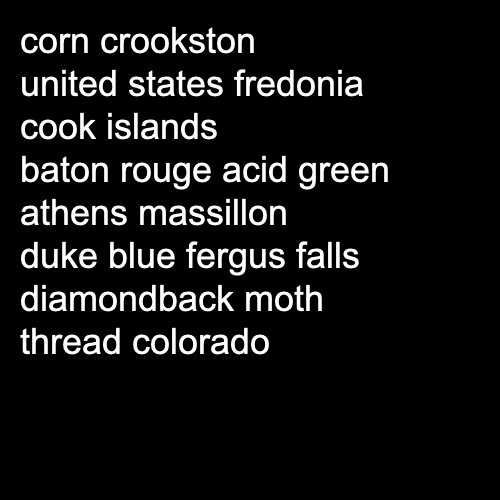 corn crookston
united states fredonia
cook islands
baton rouge acid green
athens massillon
duke blue fergus falls
diamondback moth
thread colorado